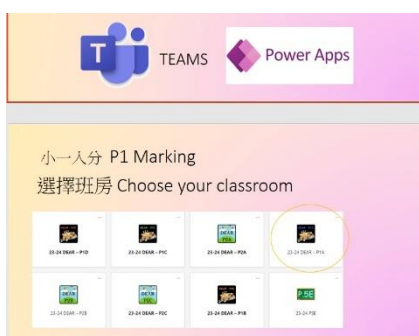 TEAMS
Power Apps
小一入分 P1 Marking
選擇班房 Choose your classroom
23-24 DEAR - P1D
23-24 DEAR - P1C
23-24 DEAR - P2A
23-24 DEAR - P1A
23-24 DEAR - P2B
23-24 DEAR - P2C
23-24 DEAR - P1B
P.5E
23-24 P5E